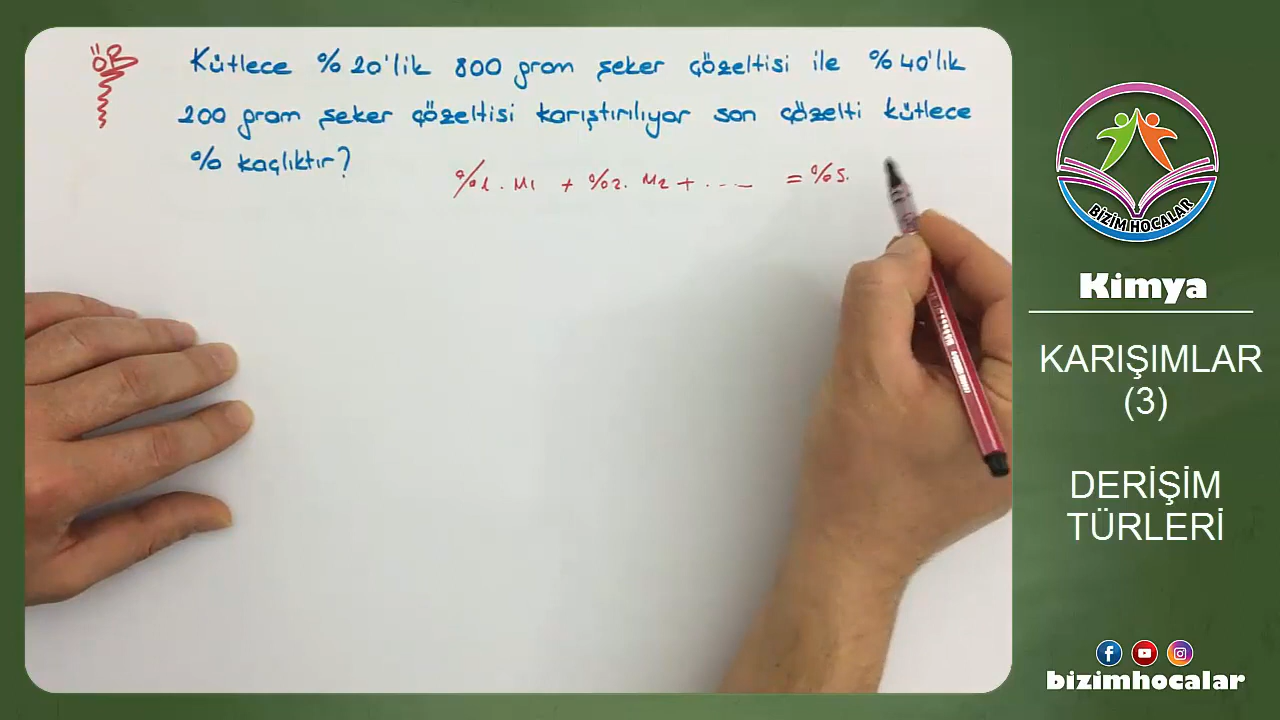 ÖR
Kütlece %20'lik 800 gram şeker çözeltisi ile %40'lık
200 gram şeker çözeltisi karıştırılıyor son çözelti kütlece
% kaçlıktır?
%1. M1 + %2. M2 + .... = %S.
BİZİM HOCALAR
Kimya
KARIŞIMLAR
(3)
DERİŞİM
TÜRLERİ
bizimhocalar